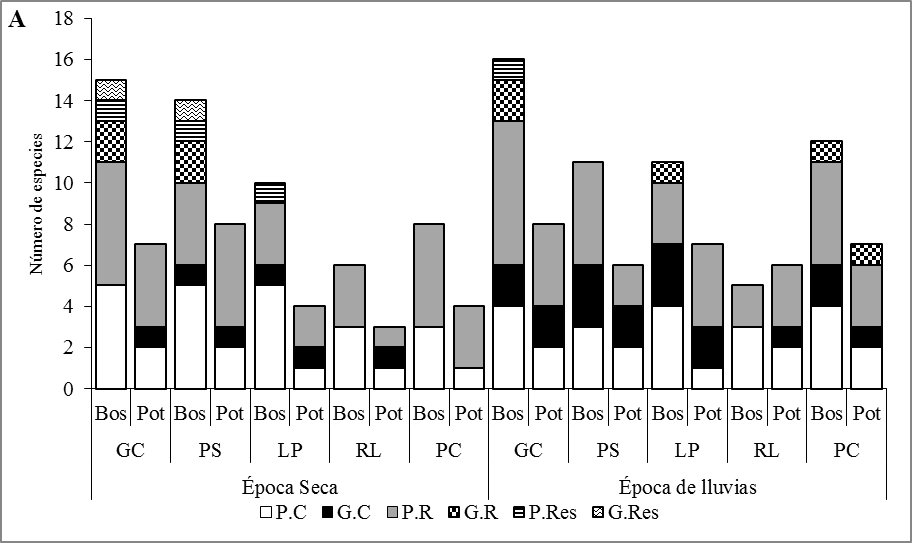 A
18
16
14
12
10
8
6
4
2
0
Número de especies
Bos Pot Bos Pot Bos Pot Bos Pot Bos Pot Bos Pot Bos Pot Bos Pot Bos Pot Bos Pot
GC PS LP RL PC GC PS LP RL PC
Época Seca Época de lluvias
P.C G.C P.R G.R P.Res G.Res